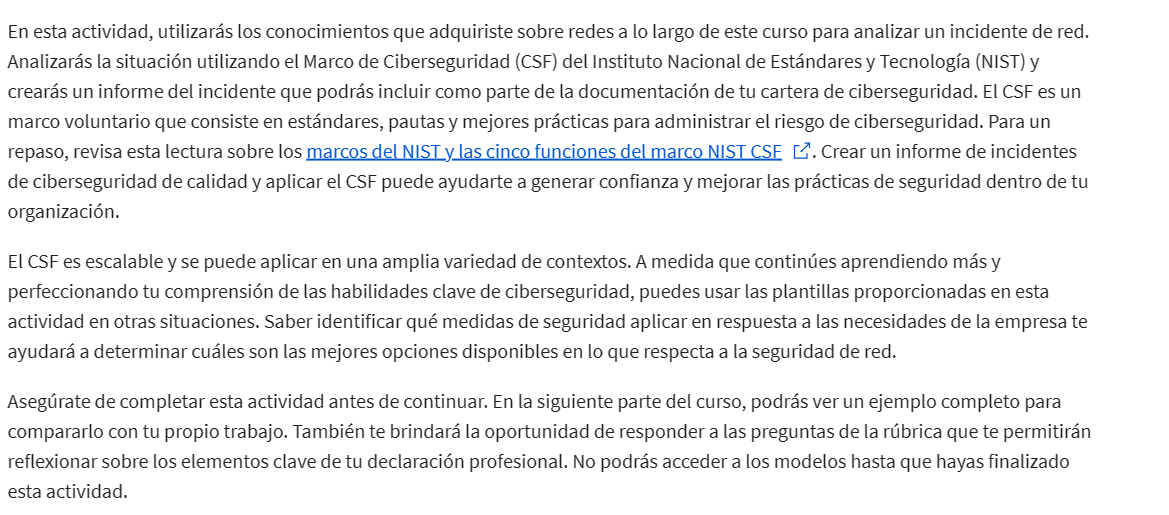 En esta actividad, utilizarás los conocimientos que adquiriste sobre redes a lo largo de este curso para analizar un incidente de red.
Analizarás la situación utilizando el Marco de Ciberseguridad (CSF) del Instituto Nacional de Estándares y Tecnología (NIST) y
crearás un informe del incidente que podrás incluir como parte de la documentación de tu cartera de ciberseguridad. El CSF es un
marco voluntario que consiste en estándares, pautas y mejores prácticas para administrar el riesgo de ciberseguridad. Para un
repaso, revisa esta lectura sobre los marcos del NIST y las cinco funciones del marco NIST CSF. Crear un informe de incidentes
de ciberseguridad de calidad y aplicar el CSF puede ayudarte a generar confianza y mejorar las prácticas de seguridad dentro de tu
organización.
El CSF es escalable y se puede aplicar en una amplia variedad de contextos. A medida que continúes aprendiendo más y
perfeccionando tu comprensión de las habilidades clave de ciberseguridad, puedes usar las plantillas proporcionadas en esta
actividad en otras situaciones. Saber identificar qué medidas de seguridad aplicar en respuesta a las necesidades de la empresa te
ayudará a determinar cuáles son las mejores opciones disponibles en lo que respecta a la seguridad de red.
Asegúrate de completar esta actividad antes de continuar. En la siguiente parte del curso, podrás ver un ejemplo completo para
compararlo con tu propio trabajo. También te brindará la oportunidad de responder a las preguntas de la rúbrica que te permitirán
reflexionar sobre los elementos clave de tu declaración profesional. No podrás acceder a los modelos hasta que hayas finalizado
esta actividad.